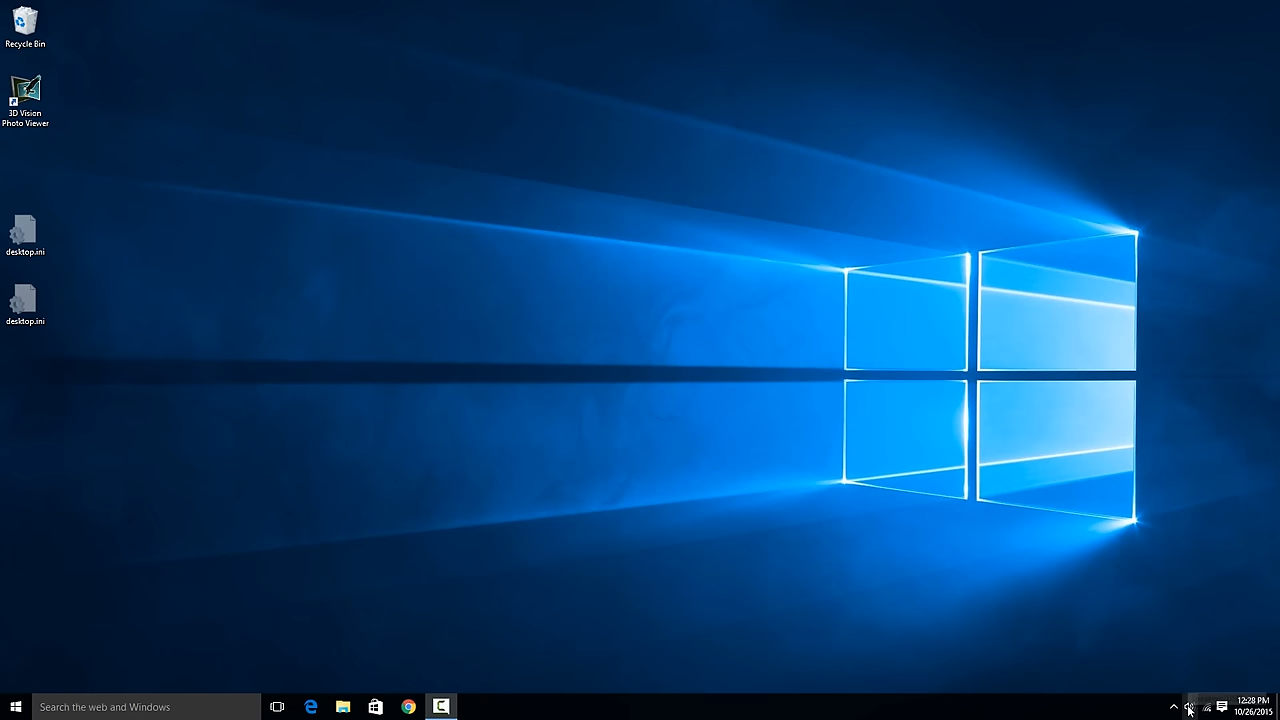 Recycle Bin
3D Vision
Photo Viewer
desktop.ini
desktop.ini
Search the web and Windows
12:28 PM
10/26/2015